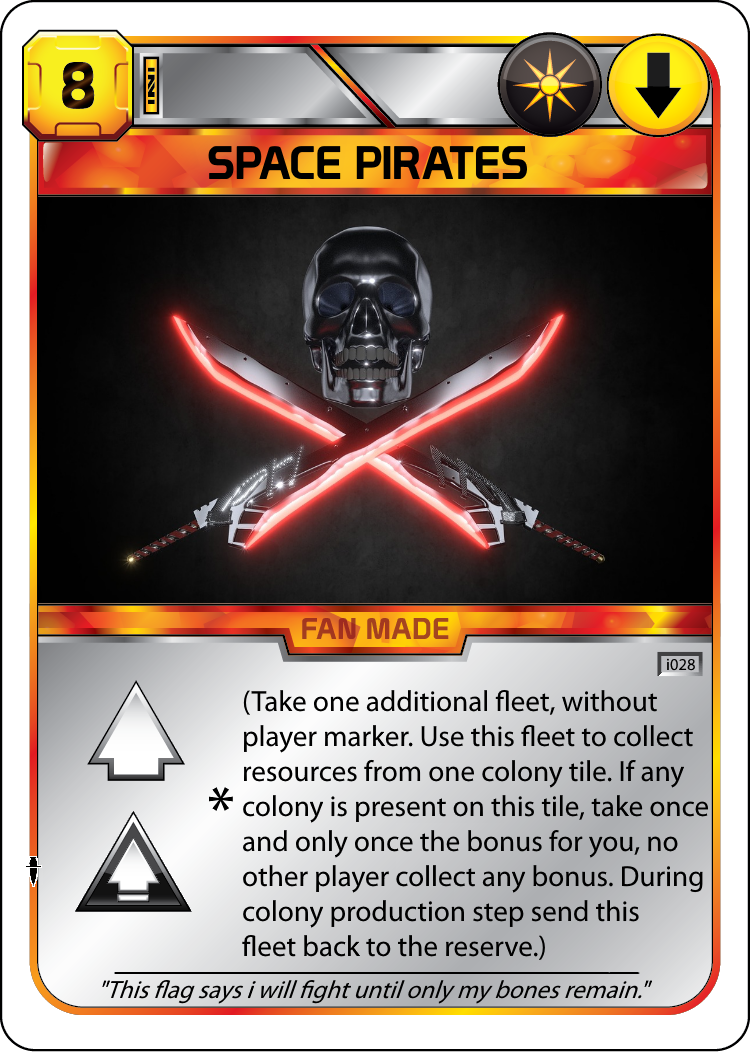 8
SPACE PIRATES
FAN MADE
i028
(Take one additional fleet, without
player marker. Use this fleet to collect
resources from one colony tile. If any
* colony is present on this tile, take once
and only once the bonus for you, no
other player collect any bonus. During
colony production step send this
fleet back to the reserve.)
"This flag says i will fight until only my bones remain."